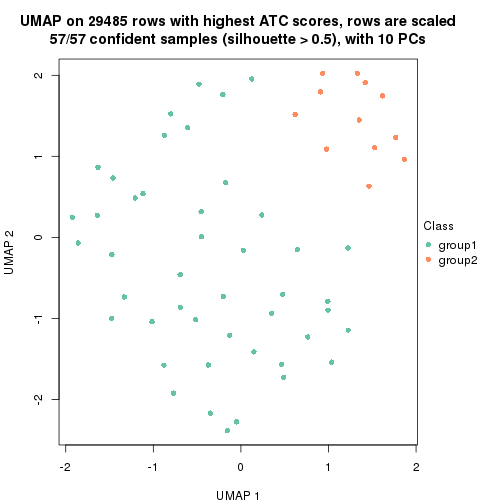 UMAP on 29485 rows with highest ATC scores, rows are scaled
57/57 confident samples (silhouette > 0.5), with 10 PCs
2
1
0
-1
-2
UMAP 2
-2
-1
0
1
2
UMAP 1
Class
group1
group2